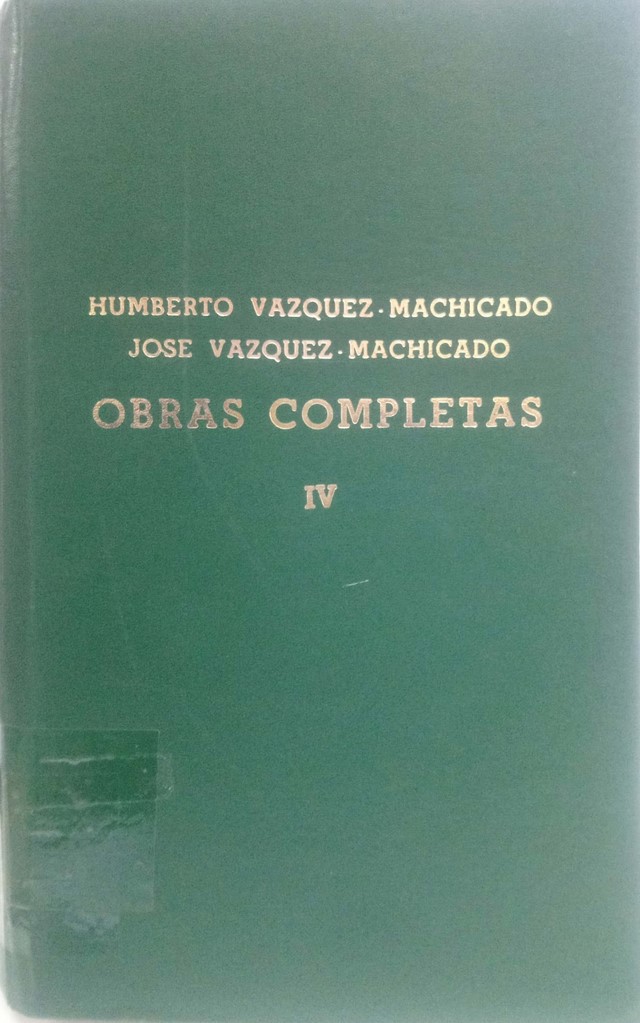 HUMBERTO VAZQUEZ·MACHICADO
JOSE VAZQUEZ·MACHICADO
OBRAS COMPLETAS
IV